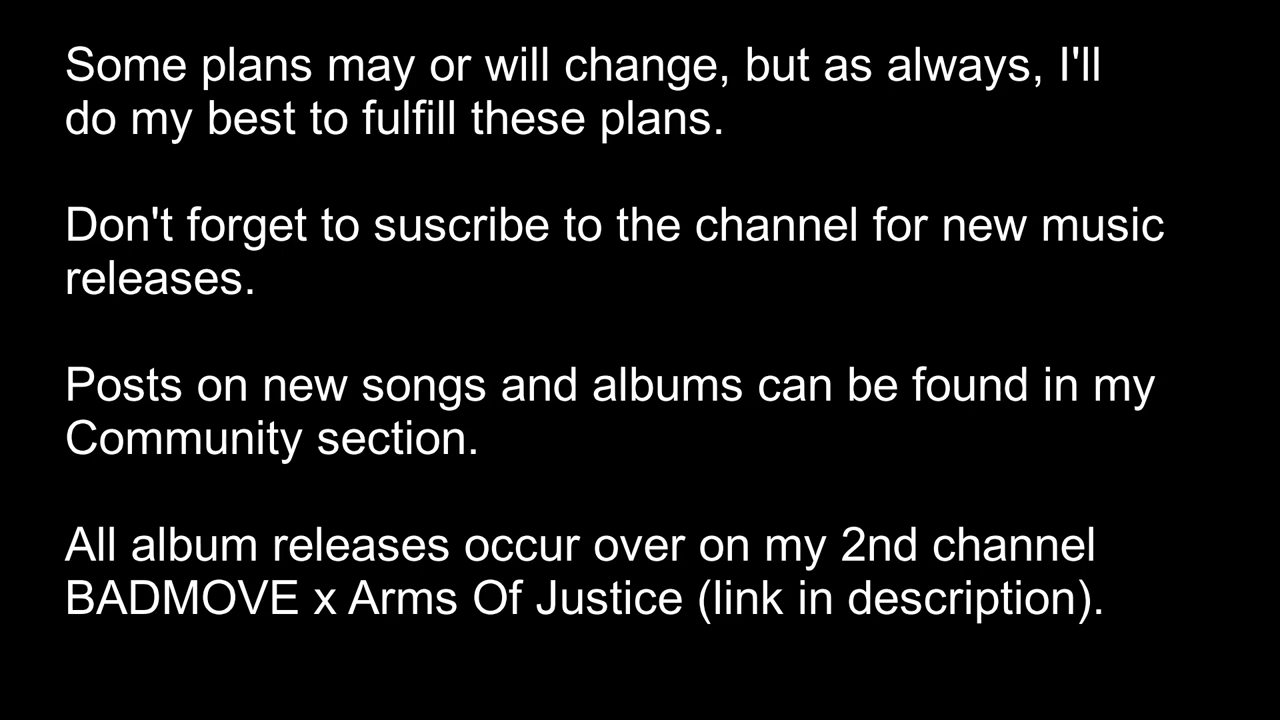 Some plans may or will change, but as always, I'll
do my best to fulfill these plans.
Don't forget to suscribe to the channel for new music
releases.
Posts on new songs and albums can be found in my
Community section.
All album releases occur over on my 2nd channel
BADMOVE x Arms Of Justice (link in description).